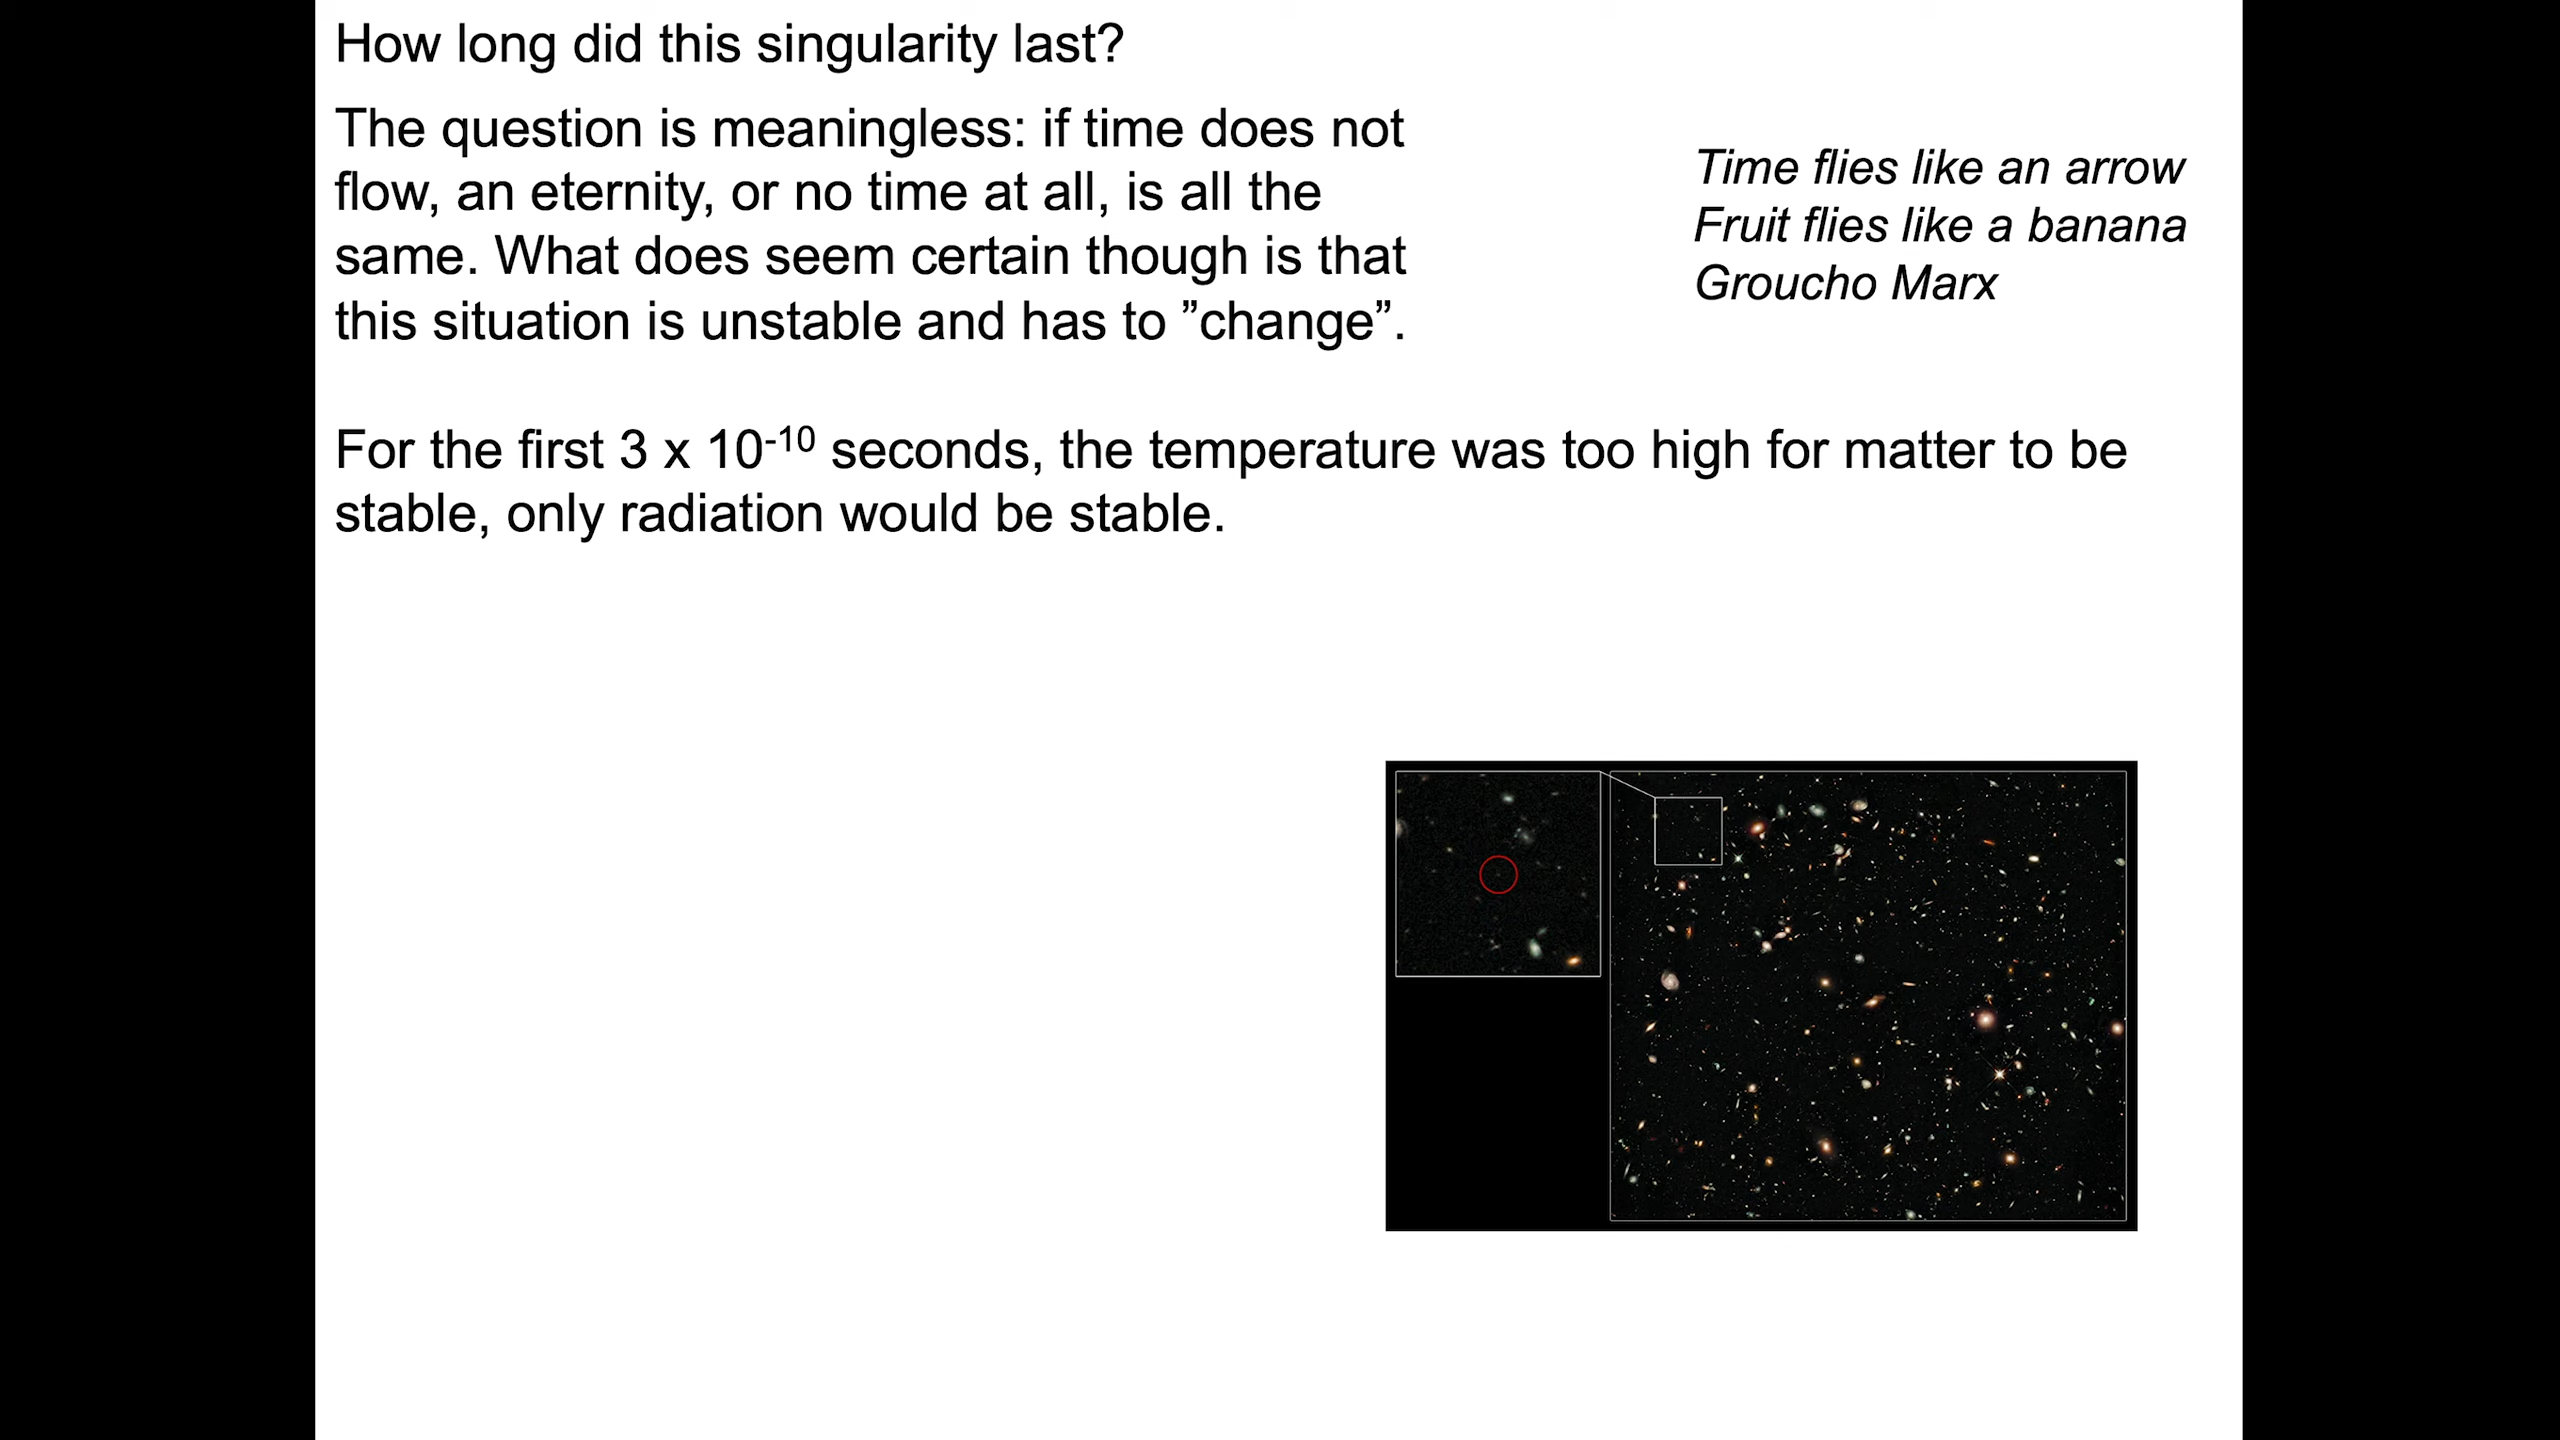 How long did this singularity last?
The question is meaningless: if time does not
flow, an eternity, or no time at all, is all the
same. What does seem certain though is that
this situation is unstable and has to ”change”.
Time flies like an arrow
Fruit flies like a banana
Groucho Marx
For the first 3 x 10⁻¹⁰ seconds, the temperature was too high for matter to be
stable, only radiation would be stable.